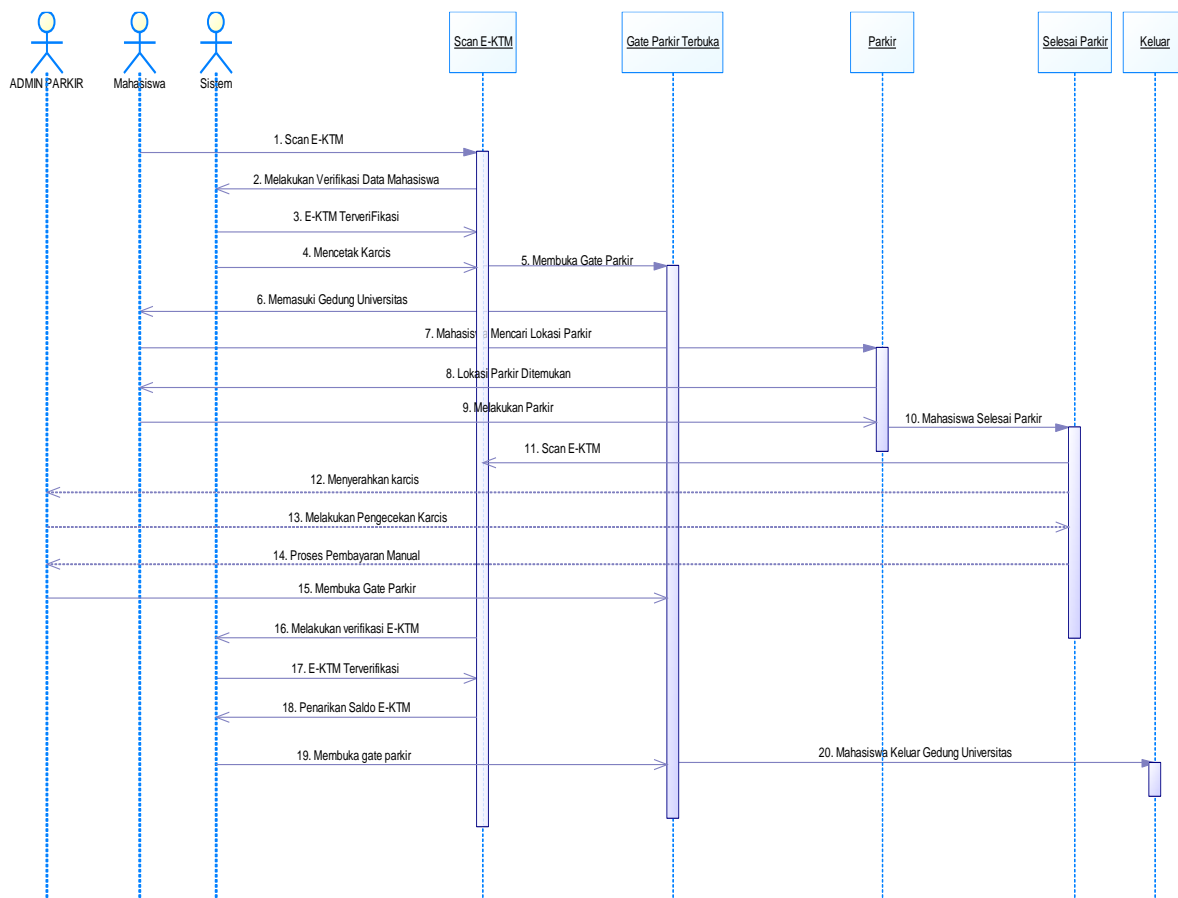 Scan E-KTM
Gate Parkir Terbuka
Parkir
Selesai Parkir
Keluar
ADMIN PARKIR
Mahasiswa
Sistem
1. Scan E-KTM
2. Melakukan Verifikasi Data Mahasiswa
3. E-KTM TerveriFikasi
4. Mencetak Karcis
5. Membuka Gate Parkir
6. Memasuki Gedung Universitas
7. Mahasiswa Mencari Lokasi Parkir
8. Lokasi Parkir Ditemukan
9. Melakukan Parkir
10. Mahasiswa Selesai Parkir
11. Scan E-KTM
12. Menyerahkan karcis
13. Melakukan Pengecekan Karcis
14. Proses Pembayaran Manual
15. Membuka Gate Parkir
16. Melakukan verifikasi E-KTM
17. E-KTM Terverifikasi
18. Penarikan Saldo E-KTM
19. Membuka gate parkir
20. Mahasiswa Keluar Gedung Universitas